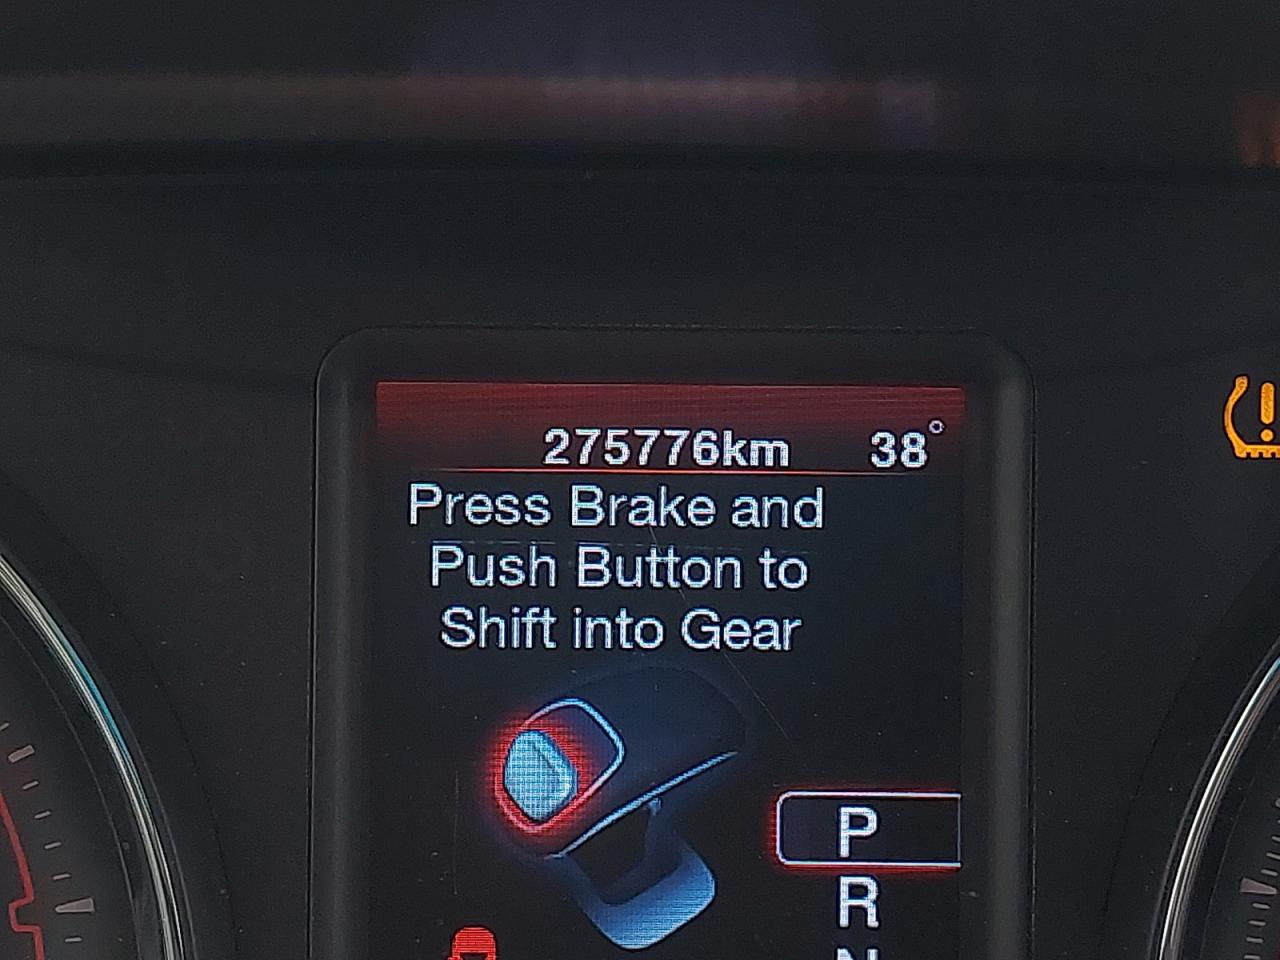 275776km 38°
Press Brake and
Push Button to
Shift into Gear
P
R
N